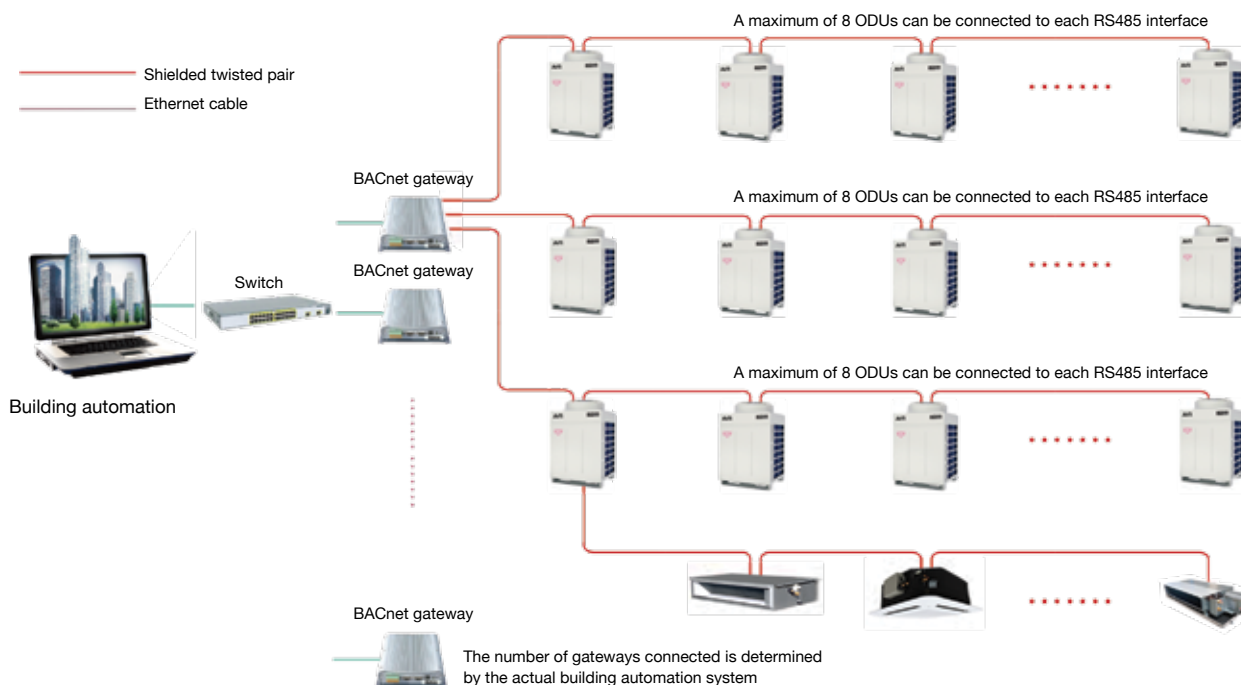 A maximum of 8 ODUs can be connected to each RS485 interface
Shielded twisted pair
Ethernet cable
BACnet gateway
A maximum of 8 ODUs can be connected to each RS485 interface
BACnet gateway
Switch
A maximum of 8 ODUs can be connected to each RS485 interface
Building automation
BACnet gateway
The number of gateways connected is determined
by the actual building automation system